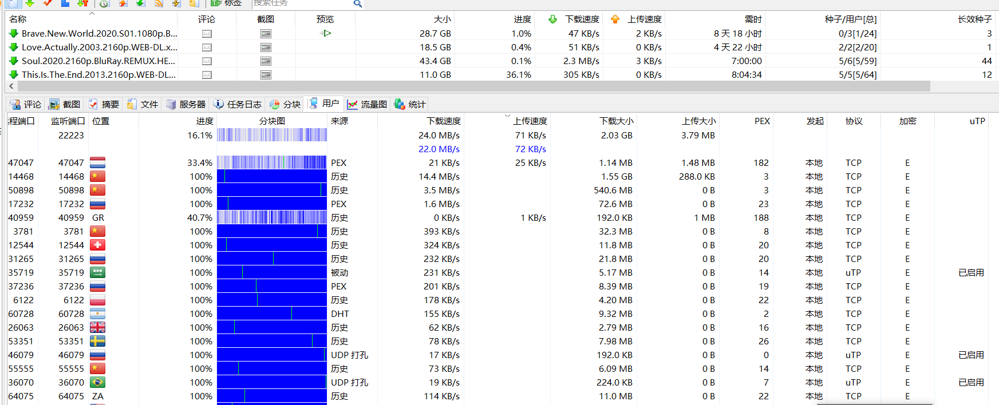 标签 搜索任务
名称 评论 截图 预览 大小 进度 下载速度 上传速度 需时 种子/用户[总] 长效种子
Brave.New.World.2020.S01.1080p.B... 28.7 GB 1.0% 47 KB/s 2 KB/s 8 天 18 小时 0/3[1/24] 3
Love.Actually.2003.2160p.WEB-DL.x... 18.5 GB 0.4% 51 KB/s 0 KB/s 4 天 22 小时 2/2[2/20] 1
Soul.2020.2160p.BluRay.REMUX.HE... 43.4 GB 0.1% 2.3 MB/s 3 KB/s 7:00:00 5/6[5/59] 44
This.Is.The.End.2013.2160p.WEB-DL... 11.0 GB 36.1% 305 KB/s 0 KB/s 8:04:34 5/5[5/64] 12
评论 截图 摘要 文件 服务器 任务日志 分块 用户 流量图 统计
程端口 监听端口 位置 进度 分块图 来源 下载速度 上传速度 下载大小 上传大小 PEX 发起 协议 加密 uTP
22223 16.1% 24.0 MB/s 71 KB/s 2.03 GB 3.79 MB
22.0 MB/s 72 KB/s
47047 47047 33.4% PEX 21 KB/s 25 KB/s 1.14 MB 1.48 MB 182 本地 TCP E
14468 14468 100% 历史 14.4 MB/s 1.55 GB 288.0 KB 3 本地 TCP E
50898 50898 100% 历史 3.5 MB/s 540.6 MB 0 B 3 本地 TCP E
17232 17232 100% PEX 1.6 MB/s 72.6 MB 0 B 23 本地 TCP E
40959 40959 GR 40.7% 历史 0 KB/s 1 KB/s 192.0 KB 1 MB 188 本地 TCP E
3781 3781 100% 历史 393 KB/s 32.3 MB 0 B 8 本地 TCP E
12544 12544 100% 历史 324 KB/s 11.8 MB 0 B 20 本地 TCP E
31265 31265 100% 历史 232 KB/s 21.8 MB 0 B 20 本地 TCP E
35719 35719 100% 被动 231 KB/s 5.17 MB 0 B 14 本地 uTP E 已启用
37236 37236 100% PEX 201 KB/s 8.39 MB 0 B 19 本地 TCP E
6122 6122 100% 历史 178 KB/s 4.20 MB 0 B 22 本地 TCP E
60728 60728 100% DHT 155 KB/s 9.32 MB 0 B 2 本地 TCP E
26063 26063 100% 历史 62 KB/s 2.79 MB 0 B 16 本地 TCP E
53351 53351 100% 历史 78 KB/s 7.98 MB 0 B 26 本地 TCP E
46079 46079 100% UDP 打孔 17 KB/s 192.0 KB 0 B 0 本地 uTP E 已启用
55555 55555 100% 历史 73 KB/s 6.09 MB 0 B 14 本地 TCP E
36070 36070 100% UDP 打孔 19 KB/s 224.0 KB 0 B 7 本地 uTP E 已启用
64075 64075 ZA 100% 历史 114 KB/s 11.0 MB 0 B 22 本地 TCP E